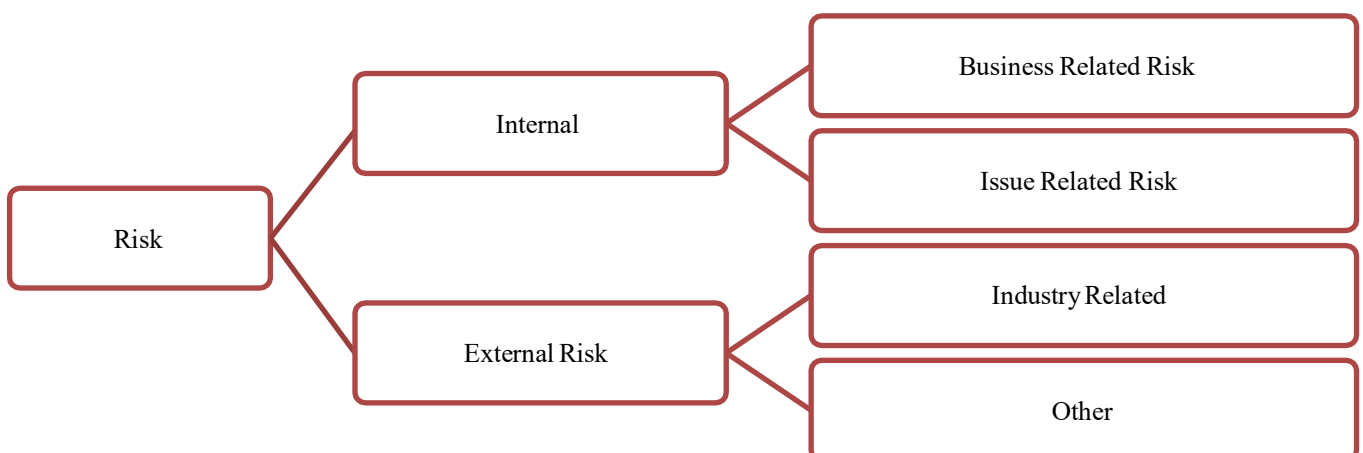 Risk
Internal
Business Related Risk
Issue Related Risk
External Risk
Industry Related
Other